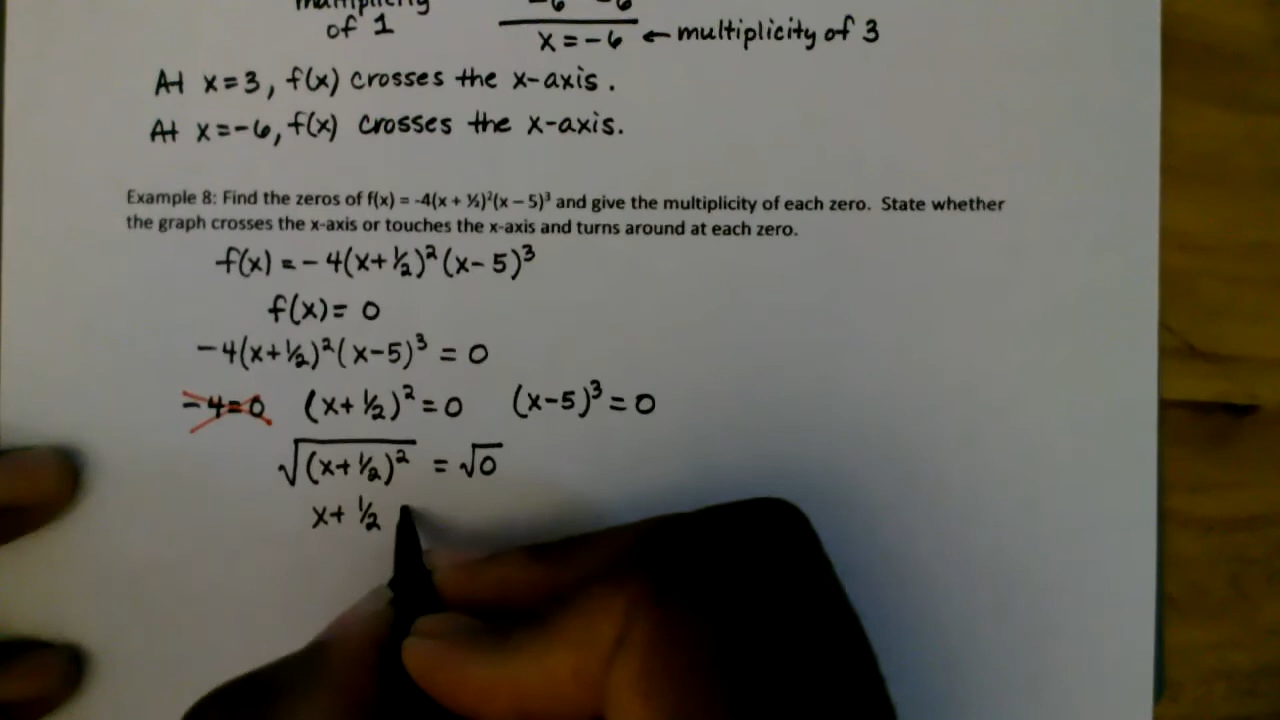 multiplicity -6 -6
of 1 x = -6 ← multiplicity of 3
At x=3, f(x) crosses the x-axis.
At x=-6, f(x) crosses the x-axis.
Example 8: Find the zeros of f(x) = -4(x + ½)²(x – 5)³ and give the multiplicity of each zero. State whether
the graph crosses the x-axis or touches the x-axis and turns around at each zero.
f(x) = -4(x+½)²(x-5)³
f(x) = 0
-4(x+½)²(x-5)³ = 0
-4=0 (x+½)²=0 (x-5)³=0
√(x+½)² = √0
x+ ½